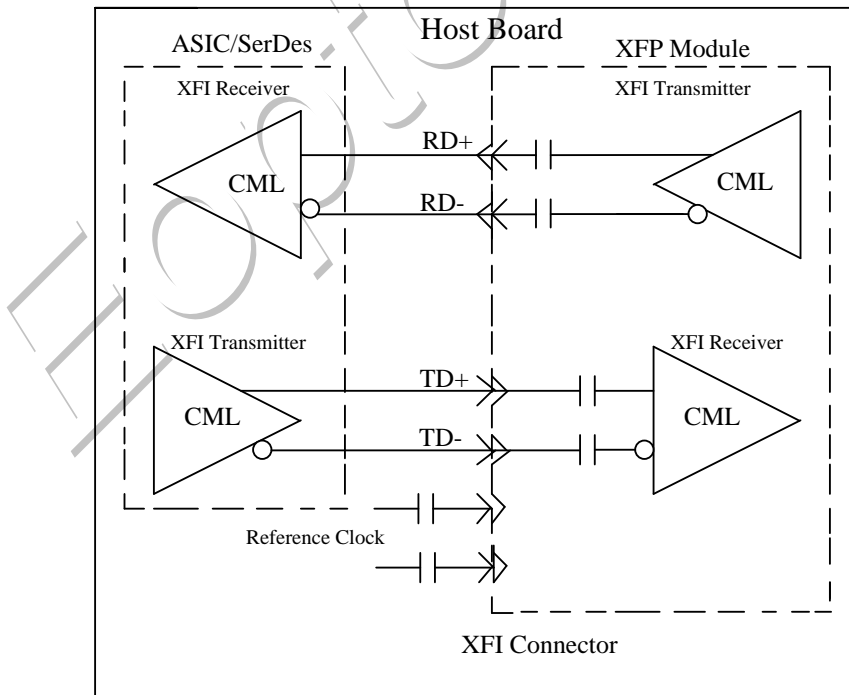 Host Board
ASIC/SerDes
XFP Module
XFI Receiver
XFI Transmitter
RD+
CML
CML
RD-
XFI Transmitter
XFI Receiver
TD+
CML
CML
TD-
Reference Clock
XFI Connector